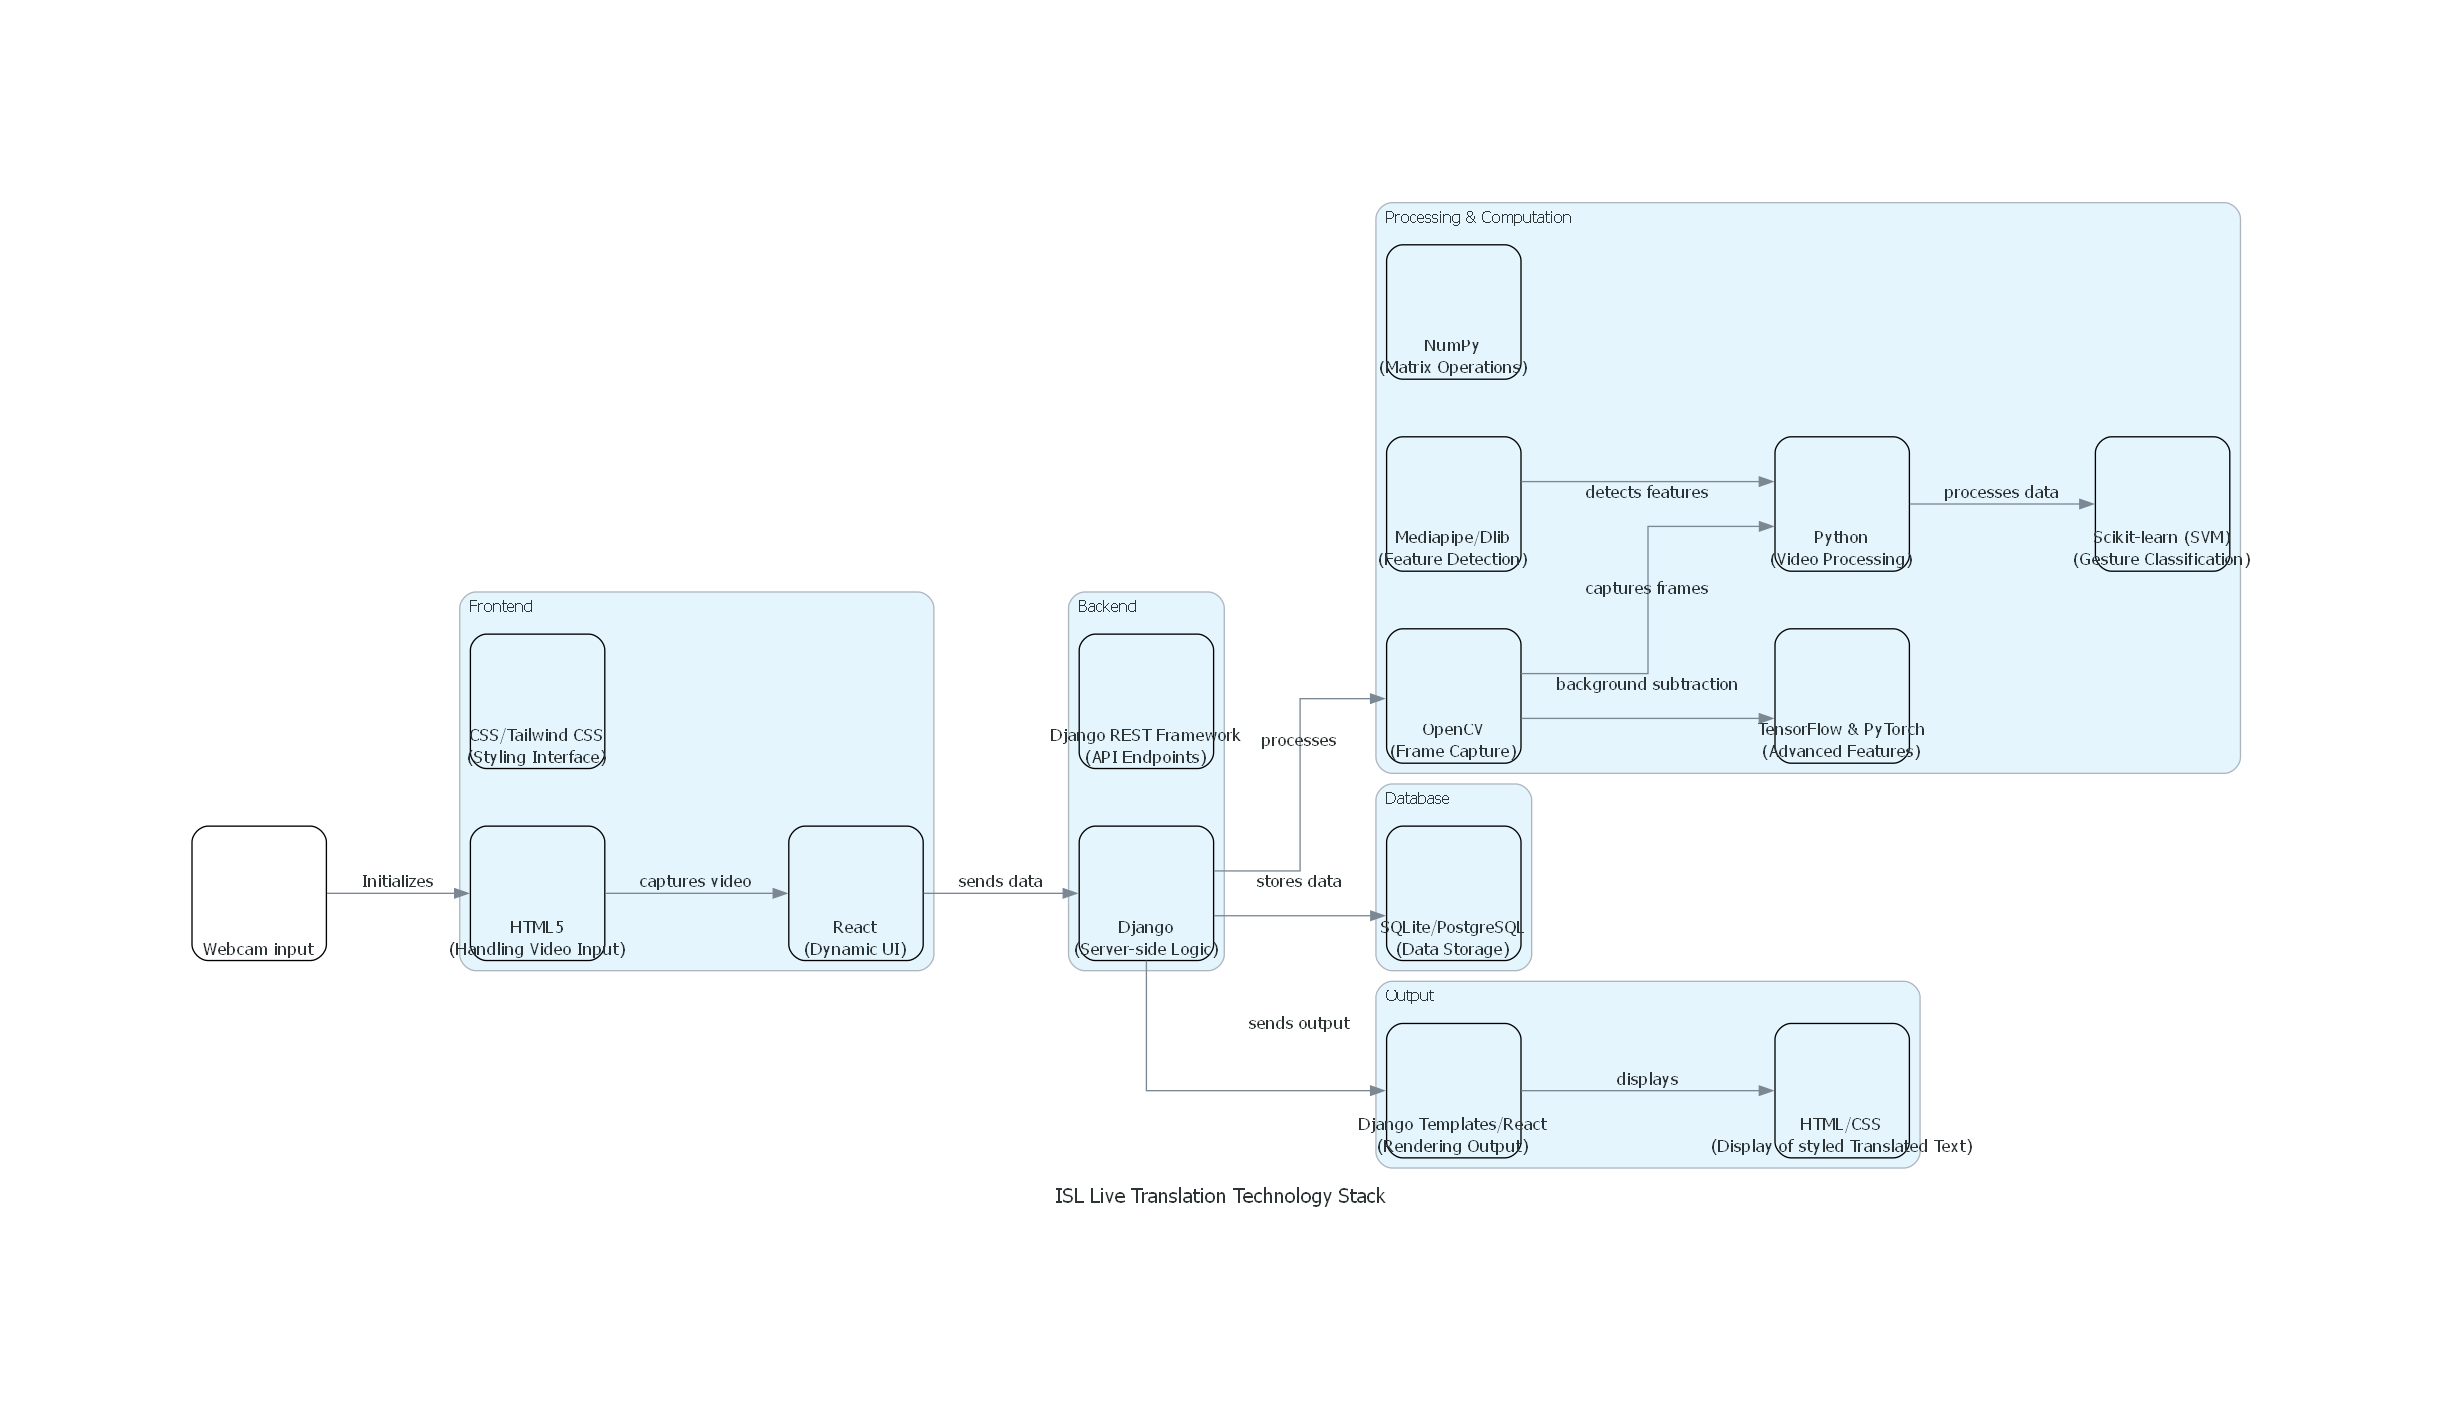 Processing & Computation
NumPy
(Matrix Operations)
Mediapipe/Dlib
(Feature Detection)
detects features
Python
(Video Processing)
processes data
Scikit-learn (SVM)
(Gesture Classification)
captures frames
OpenCV
(Frame Capture)
background subtraction
TensorFlow & PyTorch
(Advanced Features)
Frontend
CSS/Tailwind CSS
(Styling Interface)
Webcam input
Initializes
HTML5
(Handling Video Input)
captures video
React
(Dynamic UI)
sends data
Backend
Django REST Framework
(API Endpoints)
Django
(Server-side Logic)
processes
stores data
sends output
Database
SQLite/PostgreSQL
(Data Storage)
Output
Django Templates/React
(Rendering Output)
displays
HTML/CSS
(Display of styled Translated Text)
ISL Live Translation Technology Stack